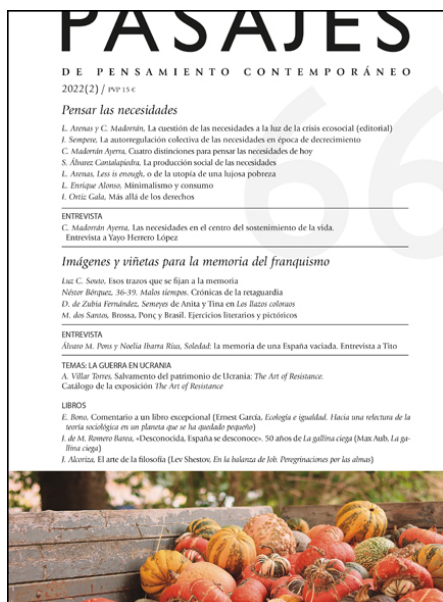 PASAJES
DE PENSAMIENTO CONTEMPORÁNEO
2022(2) / PVP 15 €
66
Pensar las necesidades
L. Arenas y C. Madorrán, La cuestión de las necesidades a la luz de la crisis ecosocial (editorial)
J. Sempere, La autorregulación colectiva de las necesidades en época de decrecimiento
C. Madorrán Ayerra, Cuatro distinciones para pensar las necesidades de hoy
S. Álvarez Cantalapiedra, La producción social de las necesidades
L. Arenas, Less is enough, o de la utopía de una lujosa pobreza
L. Enrique Alonso, Minimalismo y consumo
I. Ortiz Gala, Más allá de los derechos
ENTREVISTA
C. Madorrán Ayerra, Las necesidades en el centro del sostenimiento de la vida.
Entrevista a Yayo Herrero López
Imágenes y viñetas para la memoria del franquismo
Luz C. Souto, Esos trazos que se fijan a la memoria
Néstor Bórquez, 36-39. Malos tiempos. Crónicas de la retaguardia
D. de Zubia Fernández, Semeyes de Anita y Tina en Los llazos coloraos
M. dos Santos, Brossa, Ponç y Brasil. Ejercicios literarios y pictóricos
ENTREVISTA
Álvaro M. Pons y Noelia Ibarra Rius, Soledad: la memoria de una España vaciada. Entrevista a Tito
TEMAS: LA GUERRA EN UCRANIA
A. Villar Torres, Salvamento del patrimonio de Ucrania: The Art of Resistance.
Catálogo de la exposición The Art of Resistance
LIBROS
E. Bono, Comentario a un libro excepcional (Ernest García, Ecología e igualdad. Hacia una relectura de la
teoría sociológica en un planeta que se ha quedado pequeño)
J. de M. Romero Barea, «Desconocida, España se desconoce». 50 años de La gallina ciega (Max Aub, La ga-
llina ciega)
J. Alcoriza, El arte de la filosofía (Lev Shestov, En la balanza de Job. Peregrinaciones por las almas)